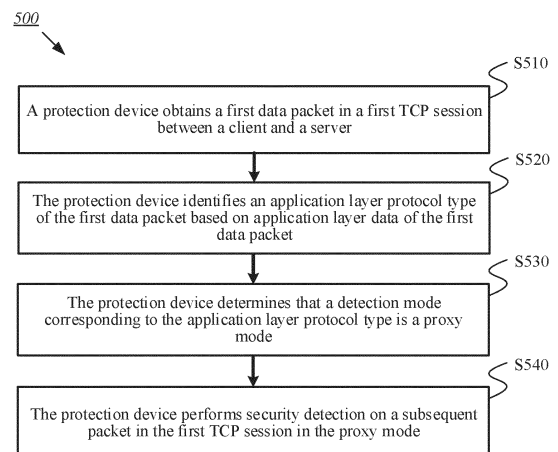 500
S510
A protection device obtains a first data packet in a first TCP session
between a client and a server
S520
The protection device identifies an application layer protocol type
of the first data packet based on application layer data of the first
data packet
S530
The protection device determines that a detection mode
corresponding to the application layer protocol type is a proxy
mode
S540
The protection device performs security detection on a subsequent
packet in the first TCP session in the proxy mode